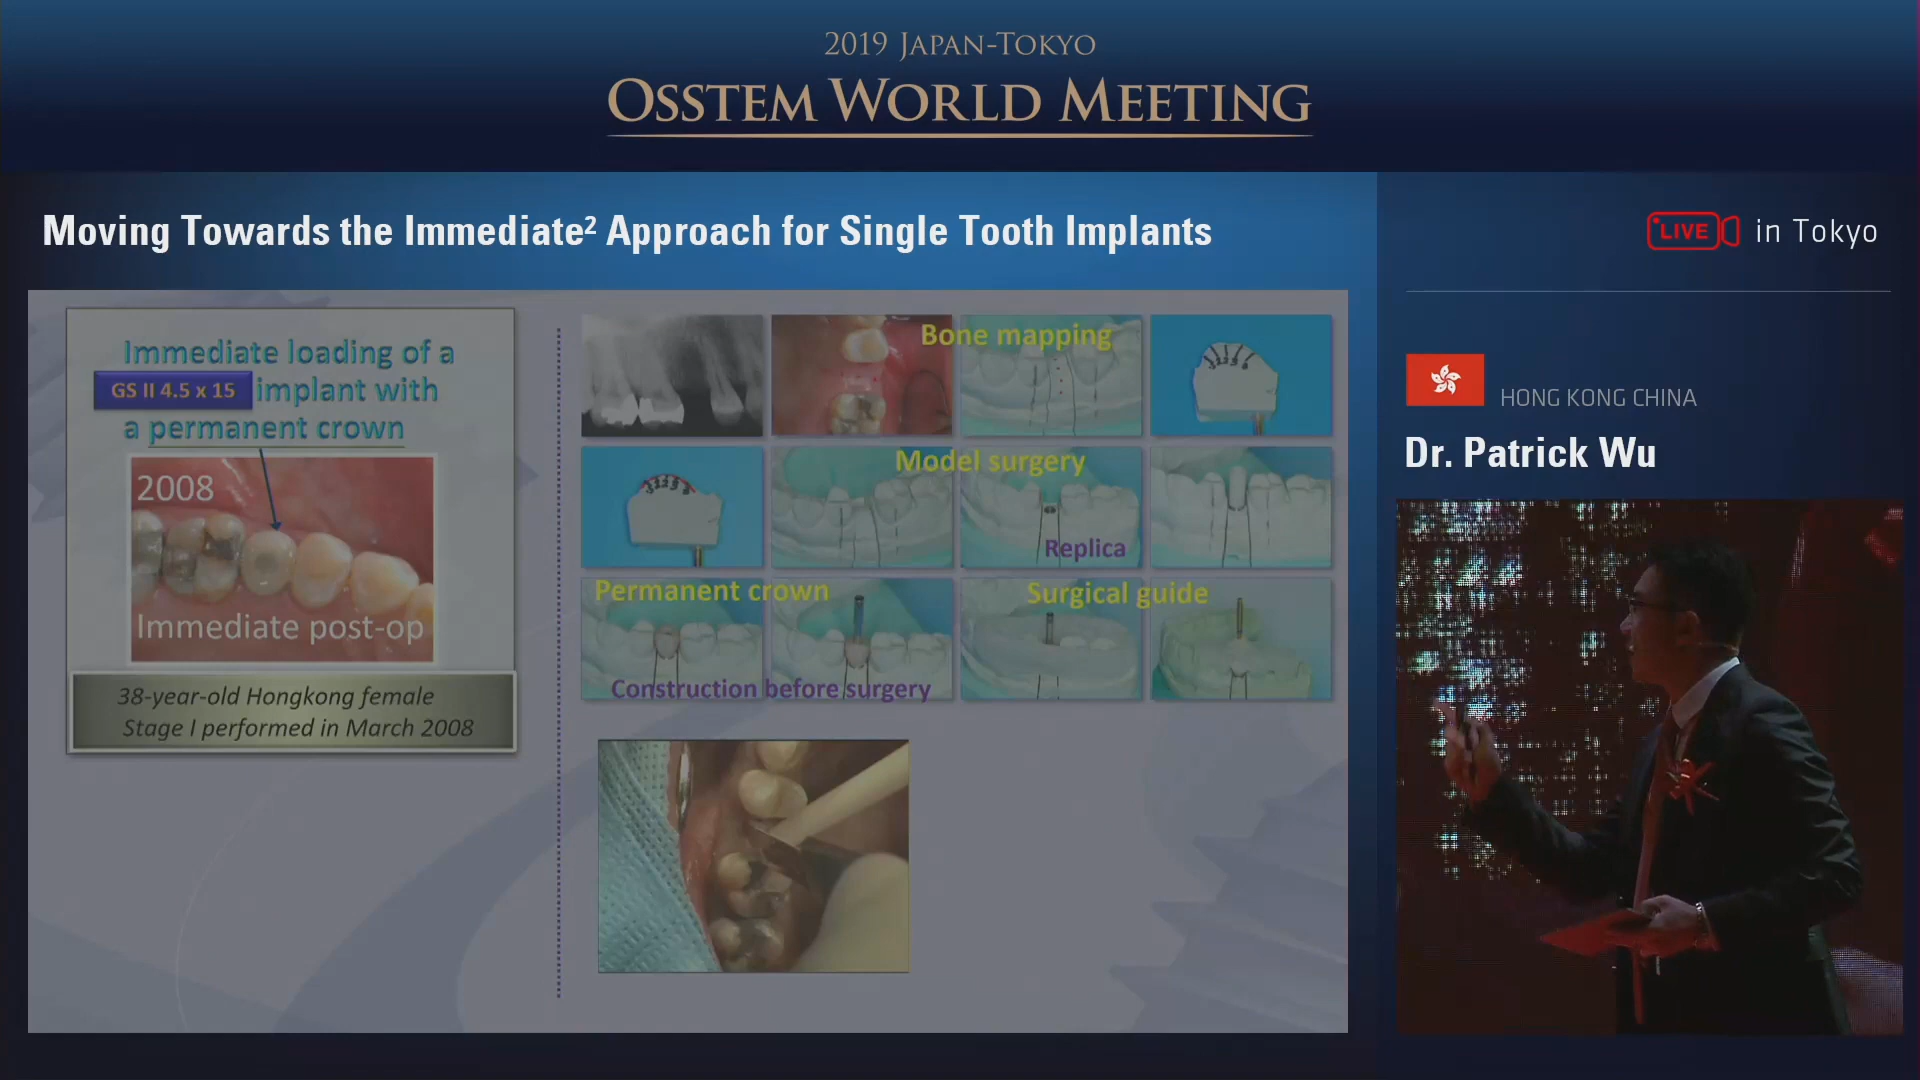 2019 JAPAN-TOKYO
OSSTEM WORLD MEETING
Moving Towards the Immediate² Approach for Single Tooth Implants
LIVE in Tokyo
HONG KONG CHINA
Dr. Patrick Wu
Immediate loading of a
GS II 4.5 x 15 implant with
a permanent crown
2008
Immediate post-op
38-year-old Hongkong female
Stage I performed in March 2008
Bone mapping
Model surgery
Replica
Permanent crown
Surgical guide
Construction before surgery